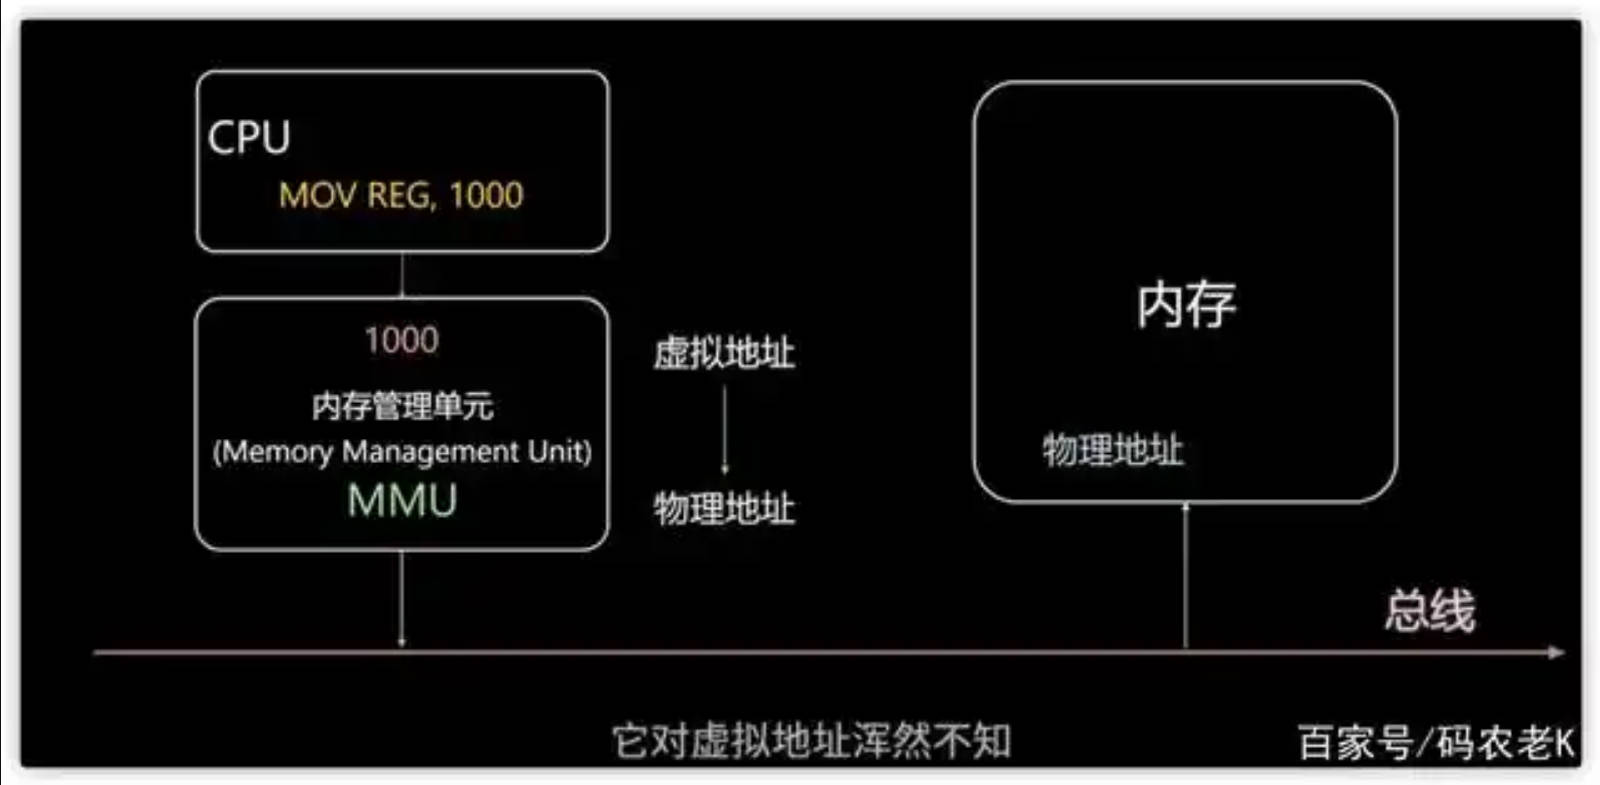 CPU
MOV REG, 1000
1000
内存管理单元
(Memory Management Unit)
MMU
虚拟地址
物理地址
内存
物理地址
总线
它对虚拟地址浑然不知
百家号/码农老K